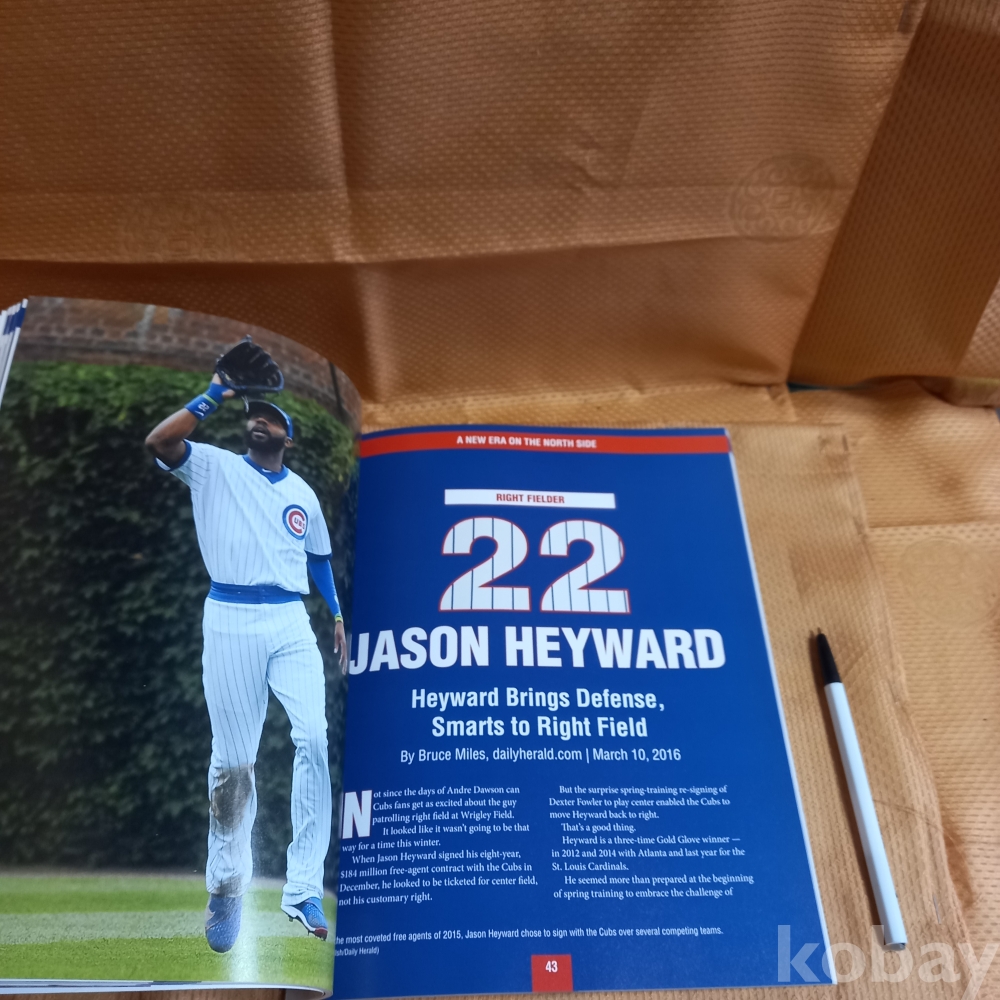 22
CUBS
A NEW ERA ON THE NORTH SIDE
RIGHT FIELDER
22
JASON HEYWARD
Heyward Brings Defense,
Smarts to Right Field
By Bruce Miles, dailyherald.com | March 10, 2016
Not since the days of Andre Dawson can
Cubs fans get as excited about the guy
patrolling right field at Wrigley Field.
It looked like it wasn't going to be that
way for a time this winter.
When Jason Heyward signed his eight-year,
$184 million free-agent contract with the Cubs in
December, he looked to be ticketed for center field,
not his customary right.
But the surprise spring-training re-signing of
Dexter Fowler to play center enabled the Cubs to
move Heyward back to right.
That's a good thing.
Heyward is a three-time Gold Glove winner —
in 2012 and 2014 with Atlanta and last year for the
St. Louis Cardinals.
He seemed more than prepared at the beginning
of spring training to embrace the challenge of
he most coveted free agents of 2015, Jason Heyward chose to sign with the Cubs over several competing teams.
/Daily Herald)
43
kobay